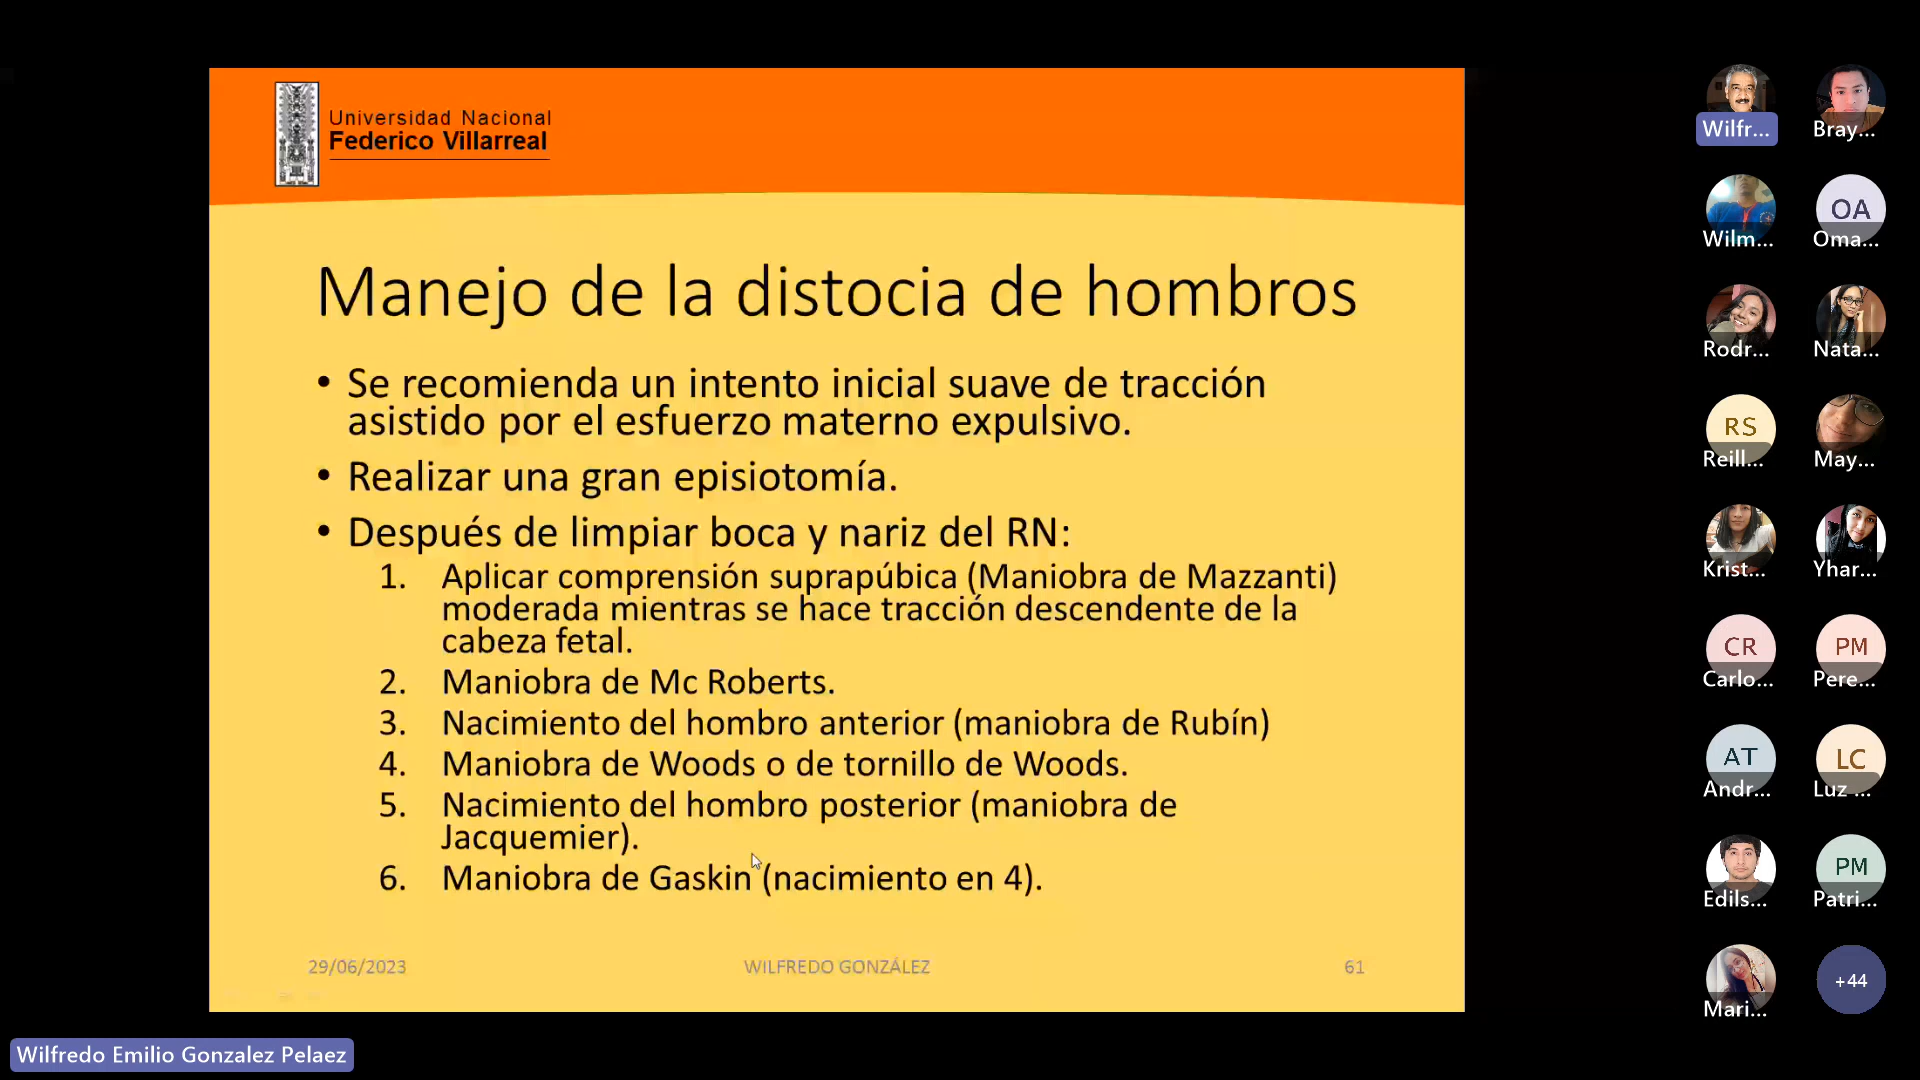 Universidad Nacional
Federico Villarreal
Manejo de la distocia de hombros
• Se recomienda un intento inicial suave de tracción
asistido por el esfuerzo materno expulsivo.
• Realizar una gran episiotomía.
• Después de limpiar boca y nariz del RN:
1. Aplicar comprensión suprapúbica (Maniobra de Mazzanti)
moderada mientras se hace tracción descendente de la
cabeza fetal.
2. Maniobra de Mc Roberts.
3. Nacimiento del hombro anterior (maniobra de Rubín)
4. Maniobra de Woods o de tornillo de Woods.
5. Nacimiento del hombro posterior (maniobra de
Jacquemier).
6. Maniobra de Gaskin (nacimiento en 4).
29/06/2023 WILFREDO GONZÁLEZ 61
Wilfr... Bray...
Wilm... OA Oma...
Rodr... Nata...
RS Reill... May...
Krist... Yhar...
CR Carlo... PM Pere...
AT Andr... LC Luz ...
Edils... PM Patri...
Mari... +44
Wilfredo Emilio Gonzalez Pelaez